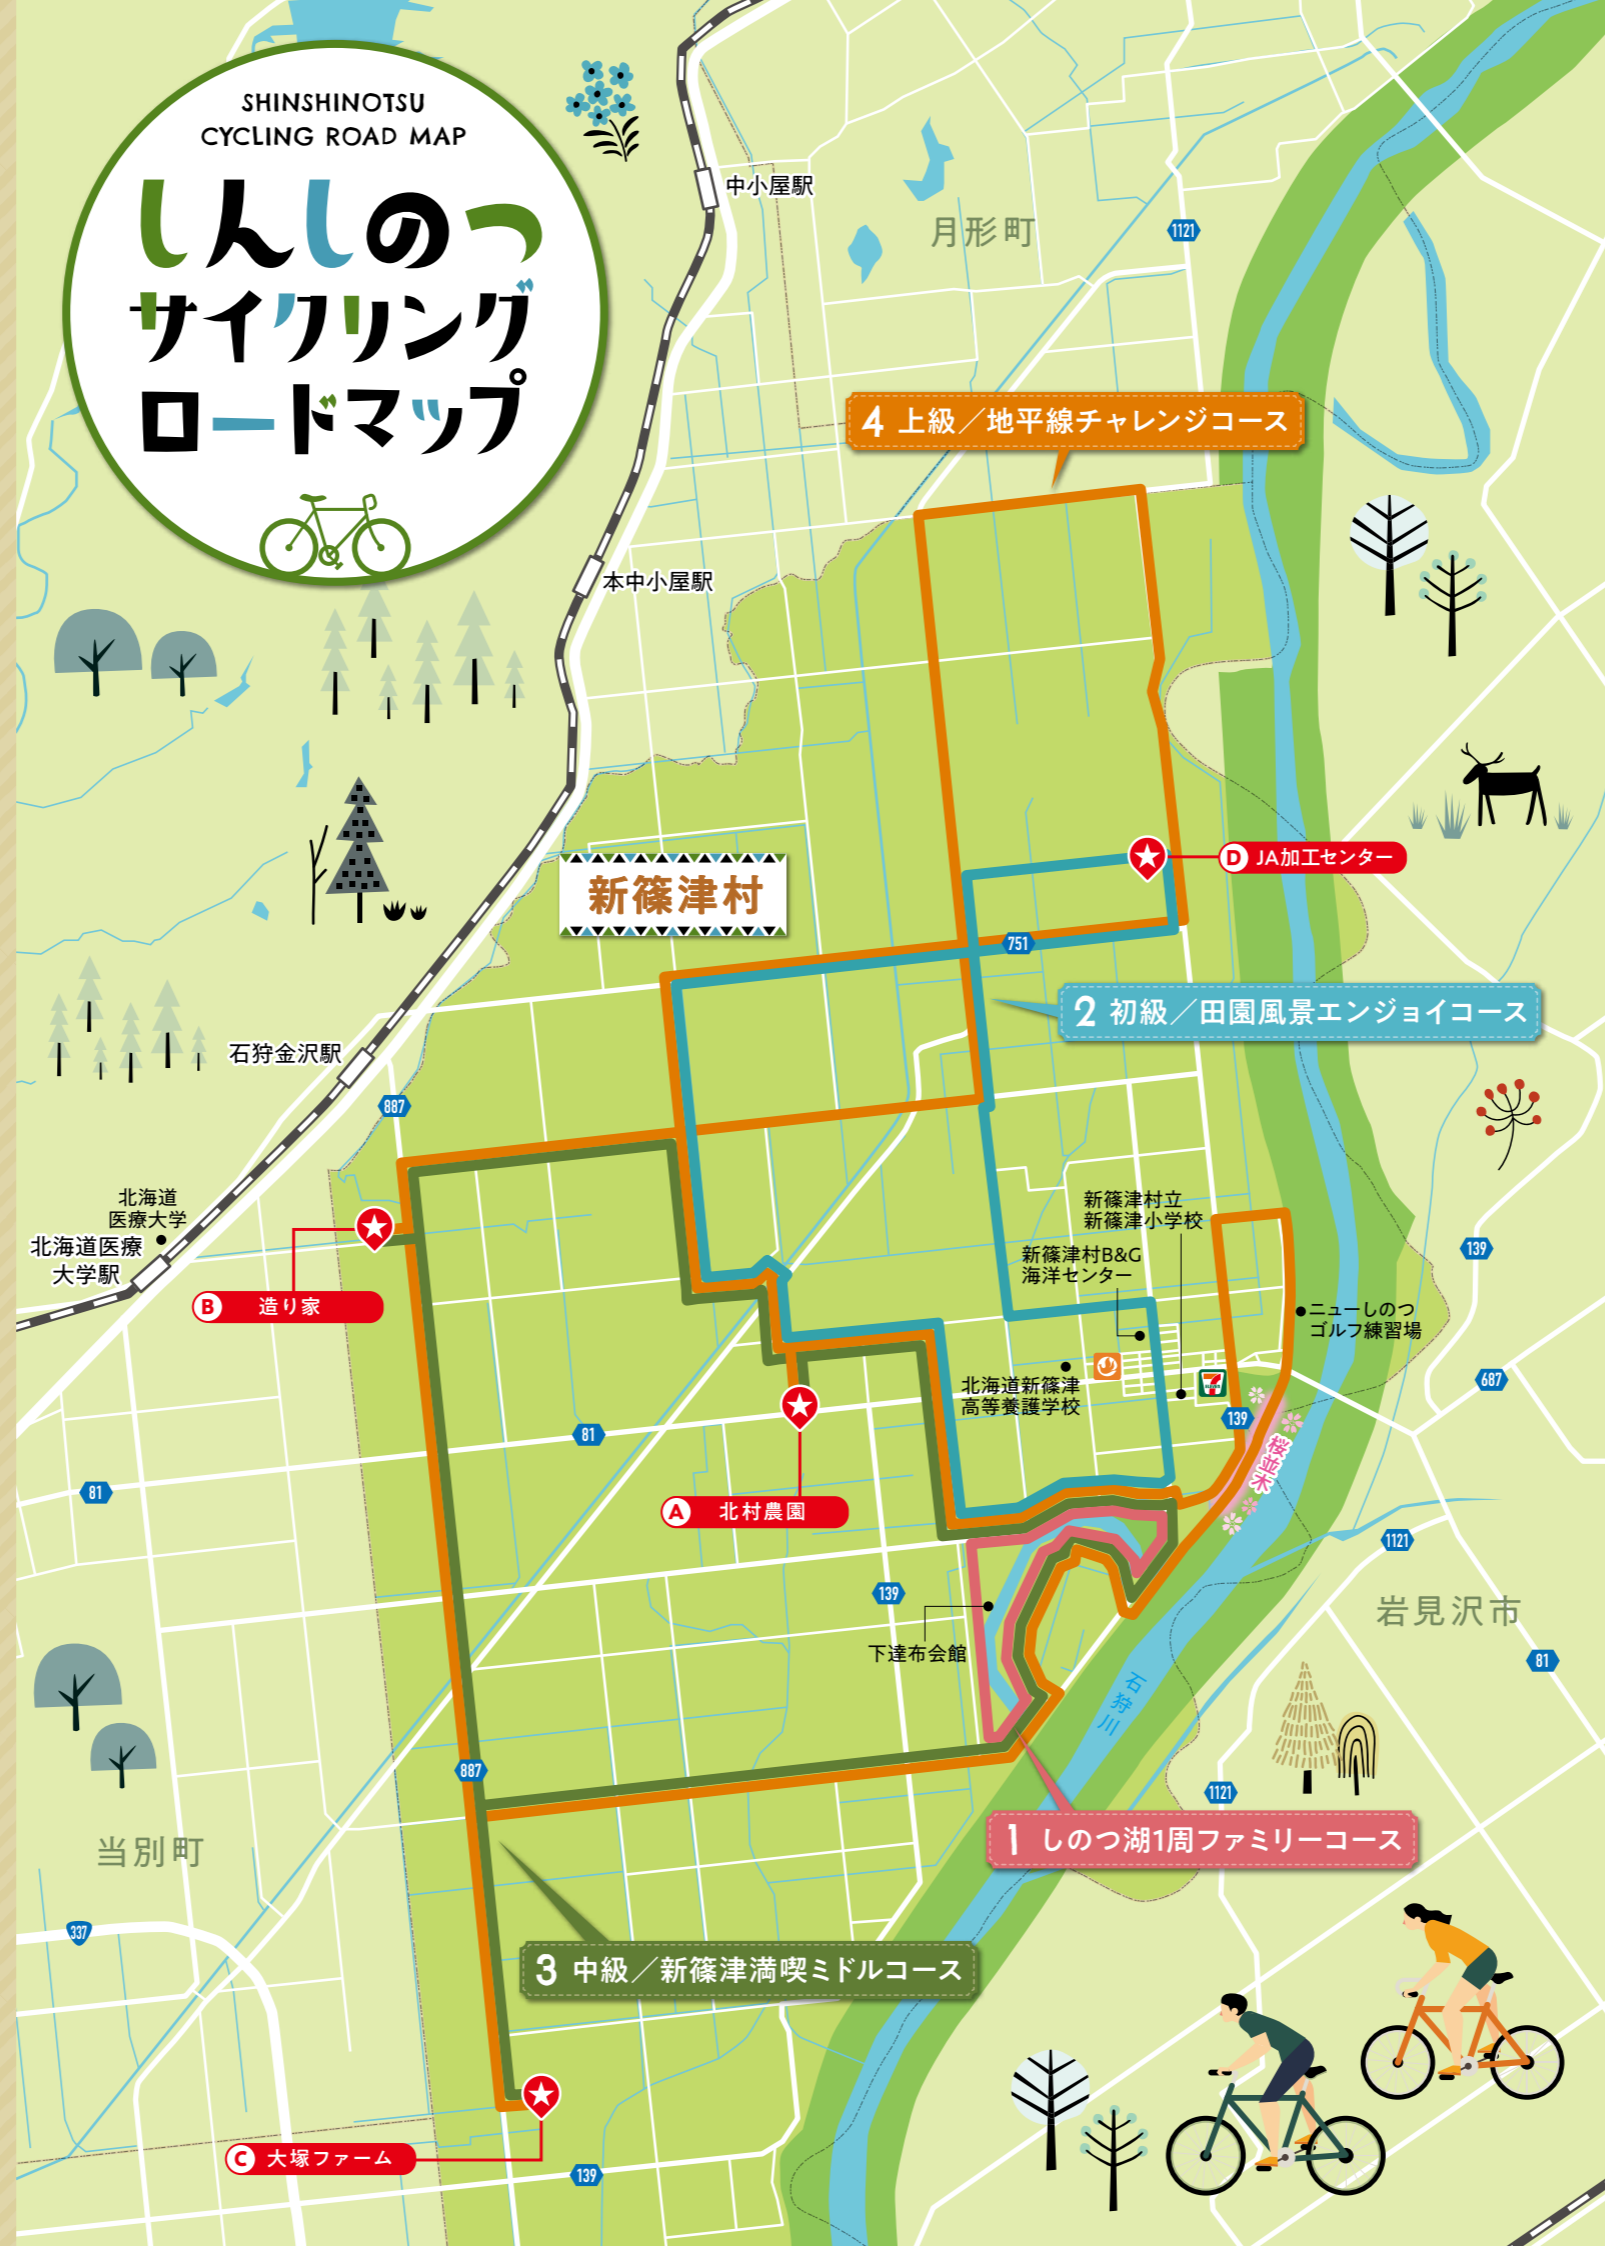 SHINSHINOTSU
CYCLING ROAD MAP
しんしのつ
サイクリング
ロードマップ
中小屋駅
月形町
1121
4 上級／地平線チャレンジコース
本中小屋駅
D JA加工センター
新篠津村
751
2 初級／田園風景エンジョイコース
石狩金沢駅
887
北海道
医療大学
北海道医療
大学駅
新篠津村立
新篠津小学校
新篠津村B&G
海洋センター
139
B 造り家
ニューしのつ
ゴルフ練習場
北海道新篠津
高等養護学校
7
687
139
81
桜並木
81
A 北村農園
1121
139
岩見沢市
下達布会館
81
石狩川
887
1121
1 しのつ湖1周ファミリーコース
当別町
337
3 中級／新篠津満喫ミドルコース
C 大塚ファーム
139